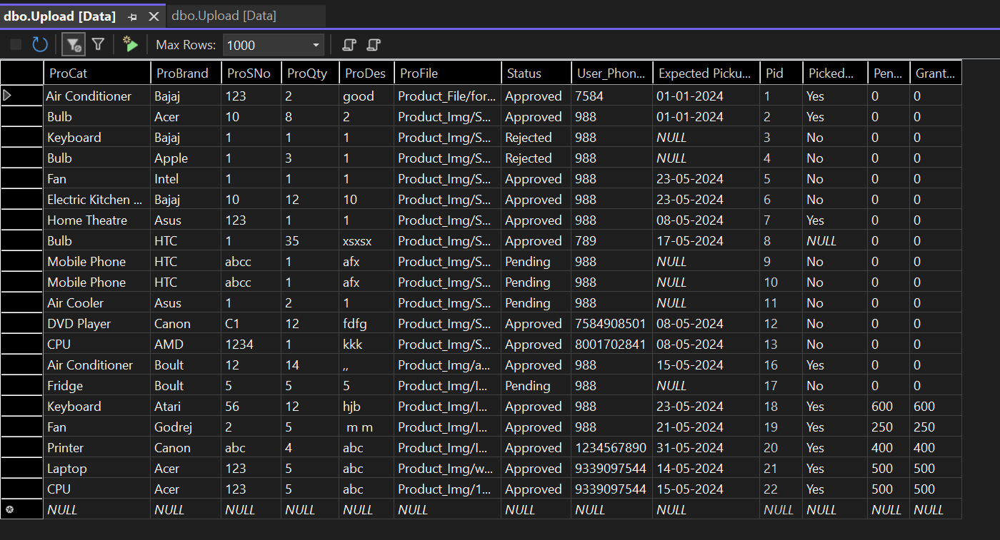 dbo.Upload [Data] dbo.Upload [Data]
Max Rows: 1000
ProCat ProBrand ProSNo ProQty ProDes ProFile Status User_Phon... Expected Picku... Pid Picked... Pen... Grant...
Air Conditioner Bajaj 123 2 good Product_File/for... Approved 7584 01-01-2024 1 Yes 0 0
Bulb Acer 10 8 2 Product_Img/S... Approved 988 01-01-2024 2 Yes 0 0
Keyboard Bajaj 1 1 1 Product_Img/S... Rejected 988 NULL 3 No 0 0
Bulb Apple 1 3 1 Product_Img/S... Rejected 988 NULL 4 No 0 0
Fan Intel 1 1 1 Product_Img/S... Approved 988 23-05-2024 5 No 0 0
Electric Kitchen ... Bajaj 10 12 10 Product_Img/S... Approved 988 23-05-2024 6 No 0 0
Home Theatre Asus 123 1 1 Product_Img/S... Approved 988 08-05-2024 7 Yes 0 0
Bulb HTC 1 35 xsxsx Product_Img/S... Approved 789 17-05-2024 8 NULL 0 0
Mobile Phone HTC abcc 1 afx Product_Img/S... Pending 988 NULL 9 No 0 0
Mobile Phone HTC abcc 1 afx Product_Img/S... Pending 988 NULL 10 No 0 0
Air Cooler Asus 1 2 1 Product_Img/S... Pending 988 NULL 11 No 0 0
DVD Player Canon C1 12 fdfg Product_Img/S... Approved 7584908501 08-05-2024 12 No 0 0
CPU AMD 1234 1 kkk Product_Img/S... Approved 8001702841 08-05-2024 13 No 0 0
Air Conditioner Boult 12 14 ,, Product_Img/a... Approved 988 15-05-2024 16 Yes 0 0
Fridge Boult 5 5 5 Product_Img/I... Pending 988 NULL 17 No 0 0
Keyboard Atari 56 12 hjb Product_Img/I... Approved 988 23-05-2024 18 Yes 600 600
Fan Godrej 2 5 m m Product_Img/I... Approved 988 21-05-2024 19 Yes 250 250
Printer Canon abc 4 abc Product_Img/I... Approved 1234567890 31-05-2024 20 Yes 400 400
Laptop Acer 123 5 abc Product_Img/w... Approved 9339097544 14-05-2024 21 Yes 500 500
CPU Acer 123 5 abc Product_Img/1... Approved 9339097544 15-05-2024 22 Yes 500 500
NULL NULL NULL NULL NULL NULL NULL NULL NULL NULL NULL NULL NULL